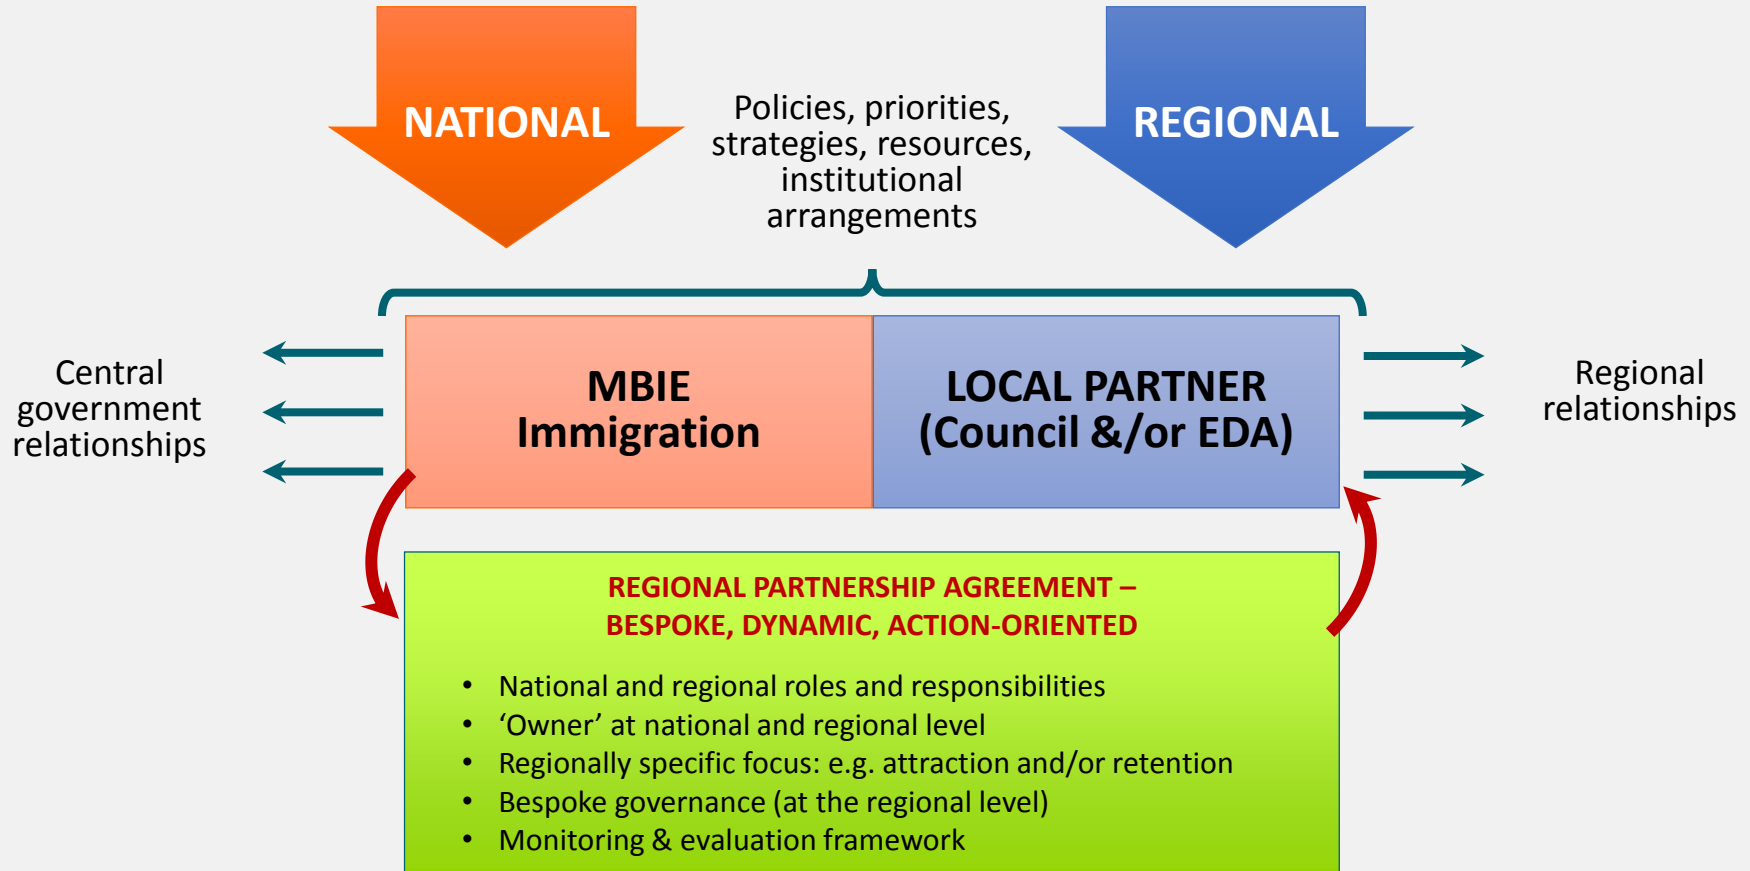 NATIONAL
Policies, priorities,
strategies, resources,
institutional
arrangements
REGIONAL
Central
government
relationships
MBIE
Immigration
LOCAL PARTNER
(Council &/or EDA)
Regional
relationships
REGIONAL PARTNERSHIP AGREEMENT –
BESPOKE, DYNAMIC, ACTION-ORIENTED
• National and regional roles and responsibilities
• ‘Owner’ at national and regional level
• Regionally specific focus: e.g. attraction and/or retention
• Bespoke governance (at the regional level)
• Monitoring & evaluation framework